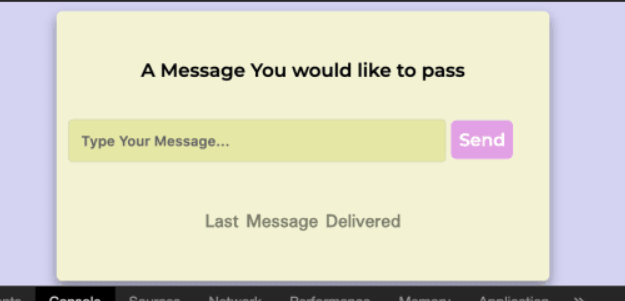 A Message You would like to pass
Type Your Message...
Send
Last Message Delivered
Console Sources Network Performance Memory Application